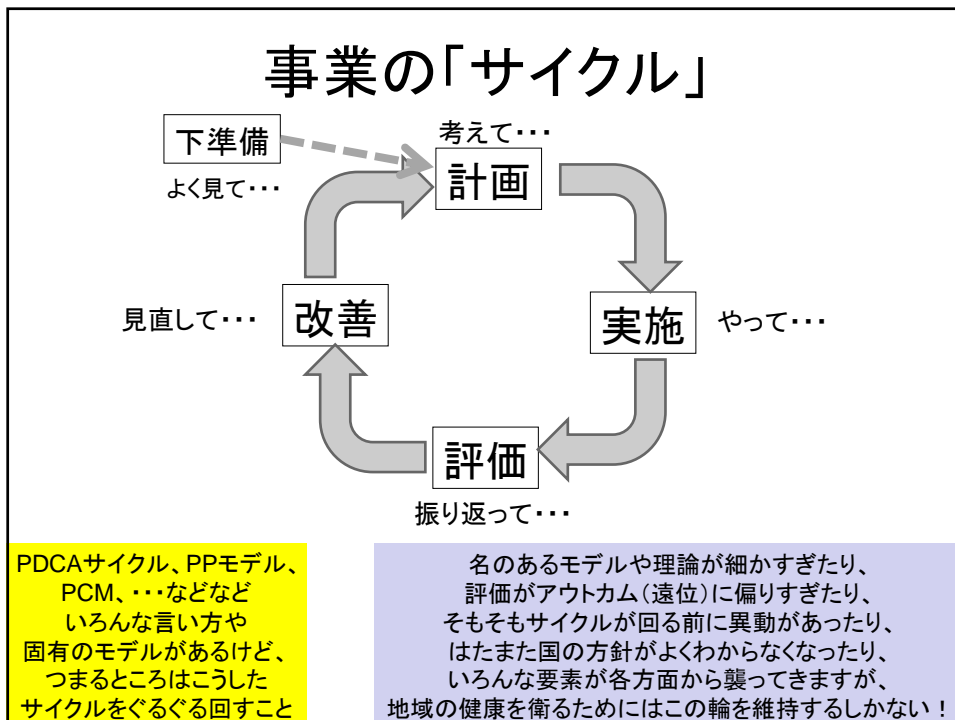 事業の「サイクル」
下準備
よく見て･･･
考えて･･･
計画
実施
やって･･･
評価
振り返って･･･
改善
見直して･･･
PDCAサイクル、PPモデル、
PCM、･･･などなど
いろんな言い方や
固有のモデルがあるけど、
つまるところはこうした
サイクルをぐるぐる回すこと
名のあるモデルや理論が細かすぎたり、
評価がアウトカム（遠位）に偏りすぎたり、
そもそもサイクルが回る前に異動があったり、
はたまた国の方針がよくわからなくなったり、
いろんな要素が各方面から襲ってきますが、
地域の健康を衛るためにはこの輪を維持するしかない！